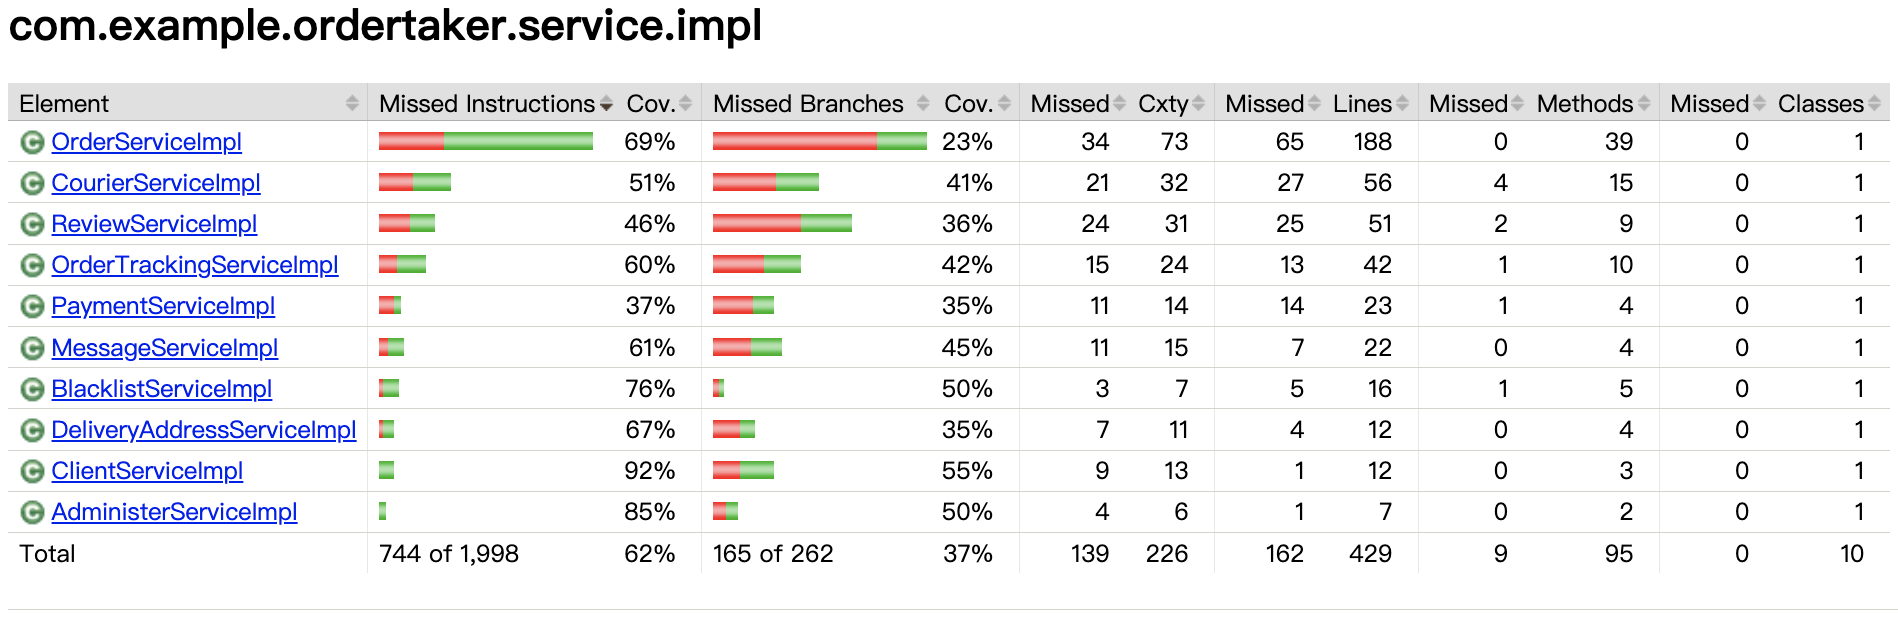 com.example.ordertaker.service.impl
Element Missed Instructions Cov. Missed Branches Cov. Missed Cxty Missed Lines Missed Methods Missed Classes
C OrderServiceImpl 69% 23% 34 73 65 188 0 39 0 1
C CourierServiceImpl 51% 41% 21 32 27 56 4 15 0 1
C ReviewServiceImpl 46% 36% 24 31 25 51 2 9 0 1
C OrderTrackingServiceImpl 60% 42% 15 24 13 42 1 10 0 1
C PaymentServiceImpl 37% 35% 11 14 14 23 1 4 0 1
C MessageServiceImpl 61% 45% 11 15 7 22 0 4 0 1
C BlacklistServiceImpl 76% 50% 3 7 5 16 1 5 0 1
C DeliveryAddressServiceImpl 67% 35% 7 11 4 12 0 4 0 1
C ClientServiceImpl 92% 55% 9 13 1 12 0 3 0 1
C AdministerServiceImpl 85% 50% 4 6 1 7 0 2 0 1
Total 744 of 1,998 62% 165 of 262 37% 139 226 162 429 9 95 0 10